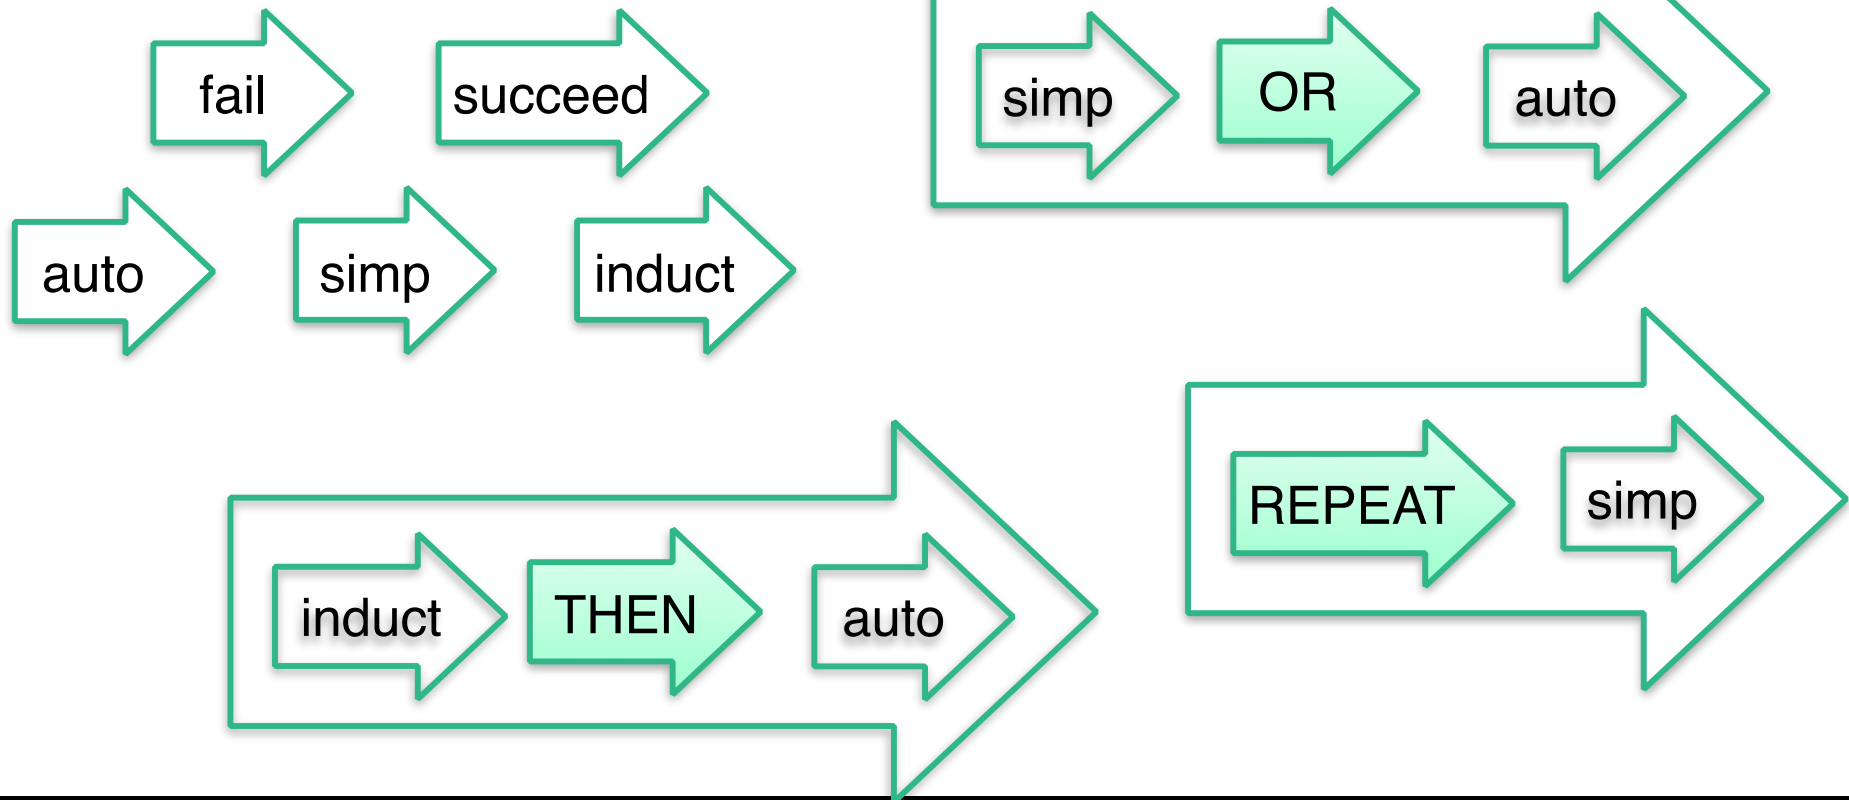 fail
succeed
simp
OR
auto
auto
simp
induct
REPEAT
simp
induct
THEN
auto